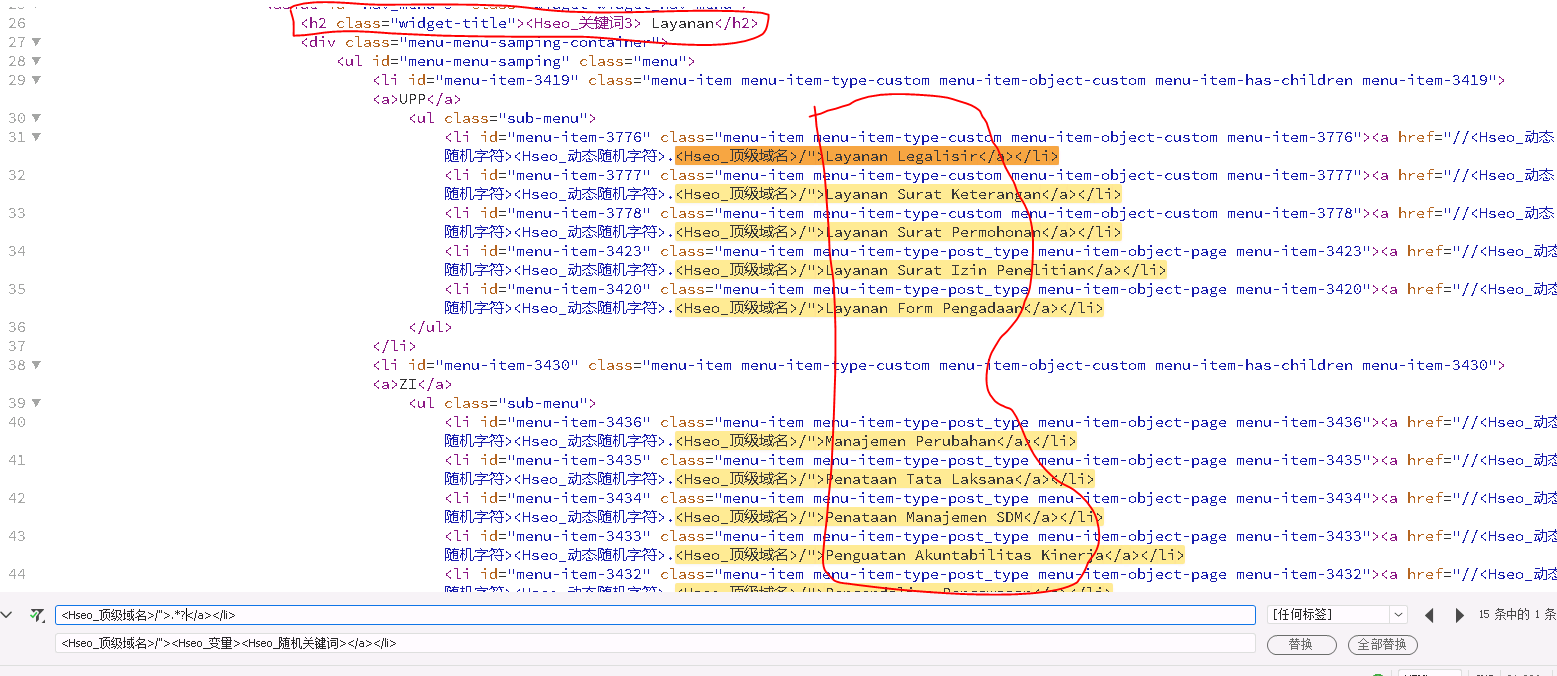 26 <h2 class="widget-title"><Hseo_关键词3> Layanan</h2>
27 <div class="menu-menu-samping-container">
28 <ul id="menu-menu-samping" class="menu">
29 <li id="menu-item-3419" class="menu-item menu-item-type-custom menu-item-object-custom menu-item-has-children menu-item-3419">
<a>UPP</a>
30 <ul class="sub-menu">
31 <li id="menu-item-3776" class="menu-item menu-item-type-custom menu-item-object-custom menu-item-3776"><a href="//<Hseo_动态
随机字符><Hseo_动态随机字符>.<Hseo_顶级域名>/">Layanan Legalisir</a></li>
32 <li id="menu-item-3777" class="menu-item menu-item-type-custom menu-item-object-custom menu-item-3777"><a href="//<Hseo_动态
随机字符><Hseo_动态随机字符>.<Hseo_顶级域名>/">Layanan Surat Keterangan</a></li>
33 <li id="menu-item-3778" class="menu-item menu-item-type-custom menu-item-object-custom menu-item-3778"><a href="//<Hseo_动态
随机字符><Hseo_动态随机字符>.<Hseo_顶级域名>/">Layanan Surat Permohonan</a></li>
34 <li id="menu-item-3423" class="menu-item menu-item-type-post_type menu-item-object-page menu-item-3423"><a href="//<Hseo_动态
随机字符><Hseo_动态随机字符>.<Hseo_顶级域名>/">Layanan Surat Izin Penelitian</a></li>
35 <li id="menu-item-3420" class="menu-item menu-item-type-post_type menu-item-object-page menu-item-3420"><a href="//<Hseo_动态
随机字符><Hseo_动态随机字符>.<Hseo_顶级域名>/">Layanan Form Pengadaan</a></li>
36 </ul>
37 </li>
38 <li id="menu-item-3430" class="menu-item menu-item-type-custom menu-item-object-custom menu-item-has-children menu-item-3430">
<a>ZI</a>
39 <ul class="sub-menu">
40 <li id="menu-item-3436" class="menu-item menu-item-type-post_type menu-item-object-page menu-item-3436"><a href="//<Hseo_动态
随机字符><Hseo_动态随机字符>.<Hseo_顶级域名>/">Manajemen Perubahan</a></li>
41 <li id="menu-item-3435" class="menu-item menu-item-type-post_type menu-item-object-page menu-item-3435"><a href="//<Hseo_动态
随机字符><Hseo_动态随机字符>.<Hseo_顶级域名>/">Penataan Tata Laksana</a></li>
42 <li id="menu-item-3434" class="menu-item menu-item-type-post_type menu-item-object-page menu-item-3434"><a href="//<Hseo_动态
随机字符><Hseo_动态随机字符>.<Hseo_顶级域名>/">Penataan Manajemen SDM</a></li>
43 <li id="menu-item-3433" class="menu-item menu-item-type-post_type menu-item-object-page menu-item-3433"><a href="//<Hseo_动态
随机字符><Hseo_动态随机字符>.<Hseo_顶级域名>/">Penguatan Akuntabilitas Kinerja</a></li>
44 <li id="menu-item-3432" class="menu-item menu-item-type-post_type menu-item-object-page menu-item-3432"><a href="//<Hseo_动态
<Hseo_顶级域名>/">.*?</a></li> [任何标签] 15 条中的 1 条
<Hseo_顶级域名>/"><Hseo_变量><Hseo_随机关键词></a></li> 替换 全部替换